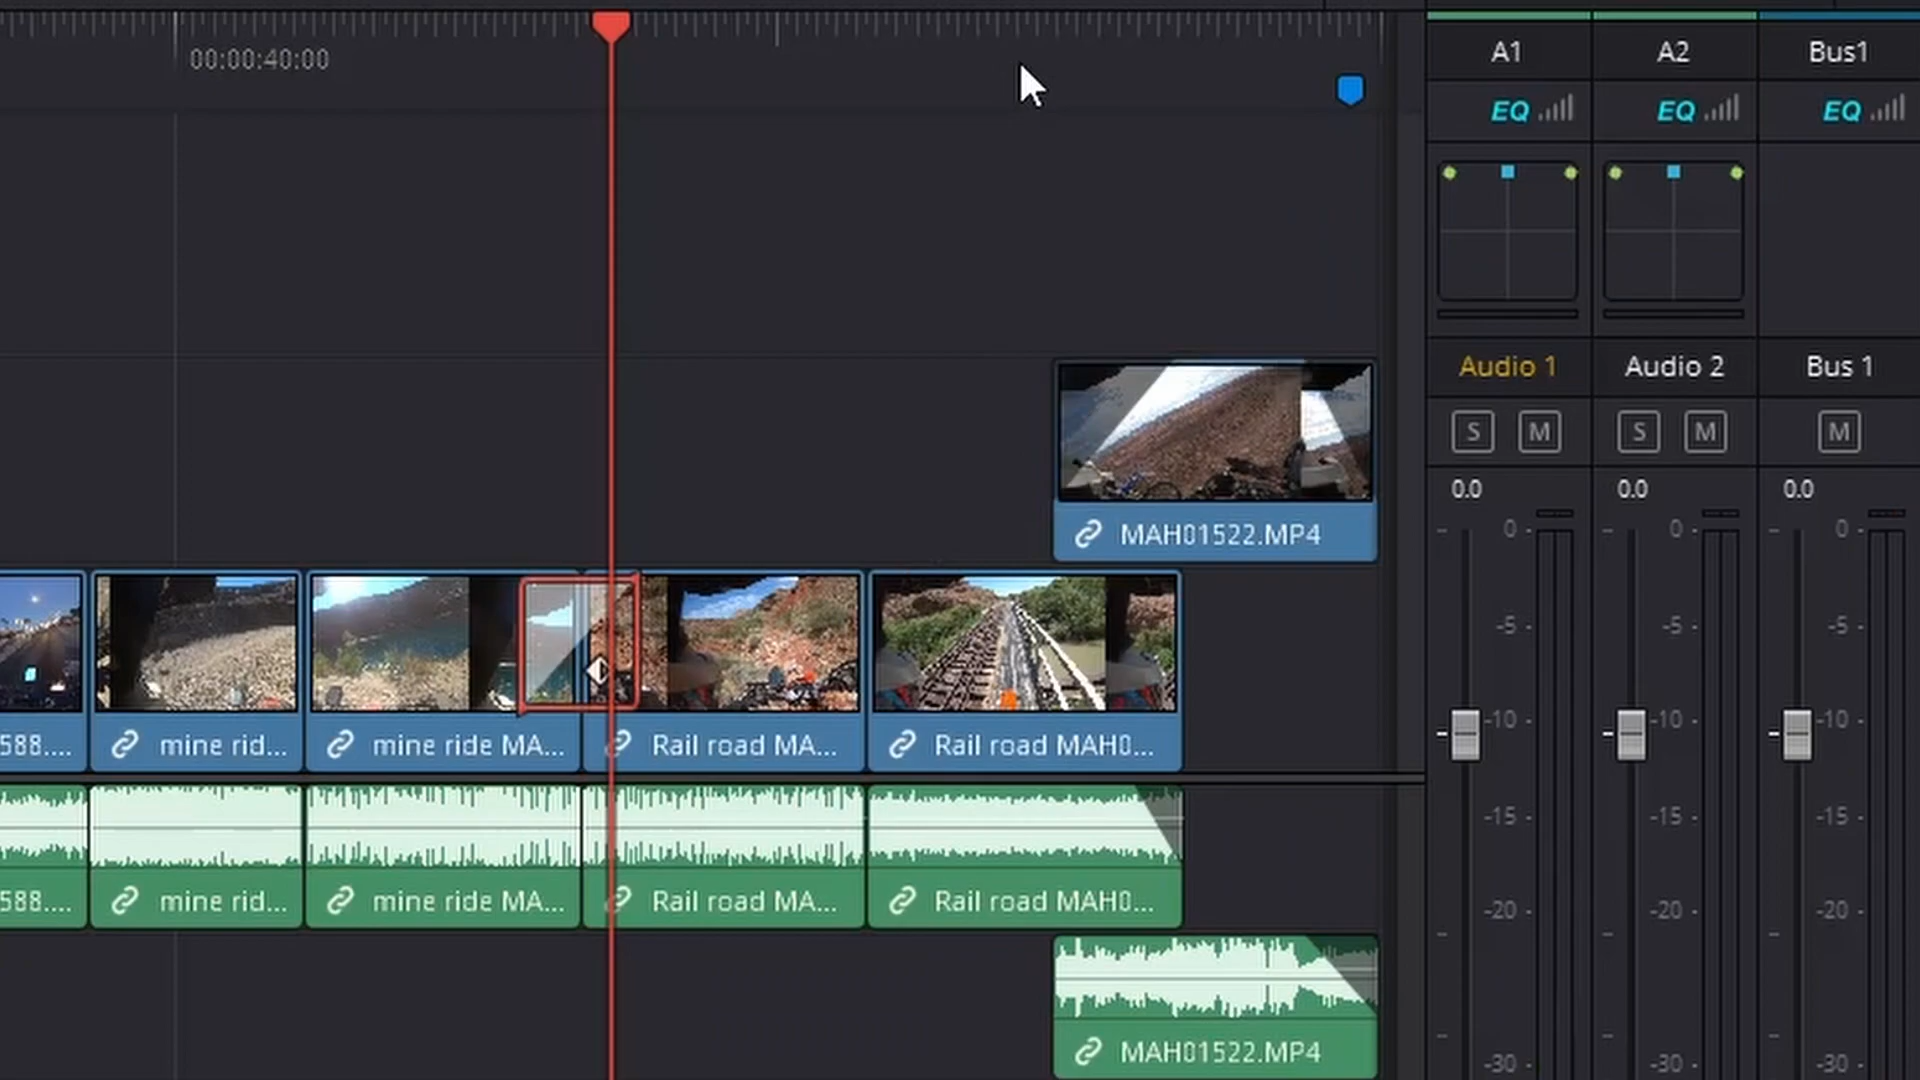 00:00:40:00
A1
A2
Bus1
EQ
EQ
EQ
Audio 1
Audio 2
Bus 1
S M
S M
M
0.0
0.0
0.0
0 -
0 -
0 -
-5 -
-5 -
-5 -
-10
-10
-10
-15 -
-15 -
-15 -
-20 -
-20 -
-20 -
-30
-30
-30
MAH01522.MP4
588....
mine rid...
mine ride MA...
Rail road MA...
Rail road MAH0...
588....
mine rid...
mine ride MA...
Rail road MA...
Rail road MAH0...
MAH01522.MP4